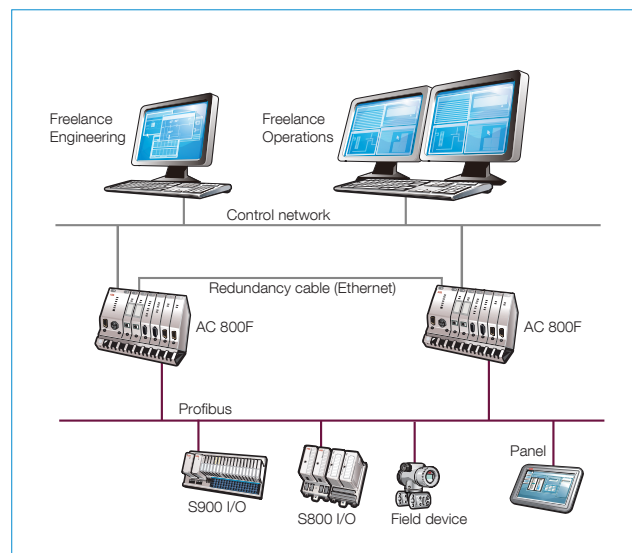 Freelance
Engineering
Freelance
Operations
Control network
Redundancy cable (Ethernet)
AC 800F
AC 800F
Profibus
Panel
S900 I/O
S800 I/O
Field device